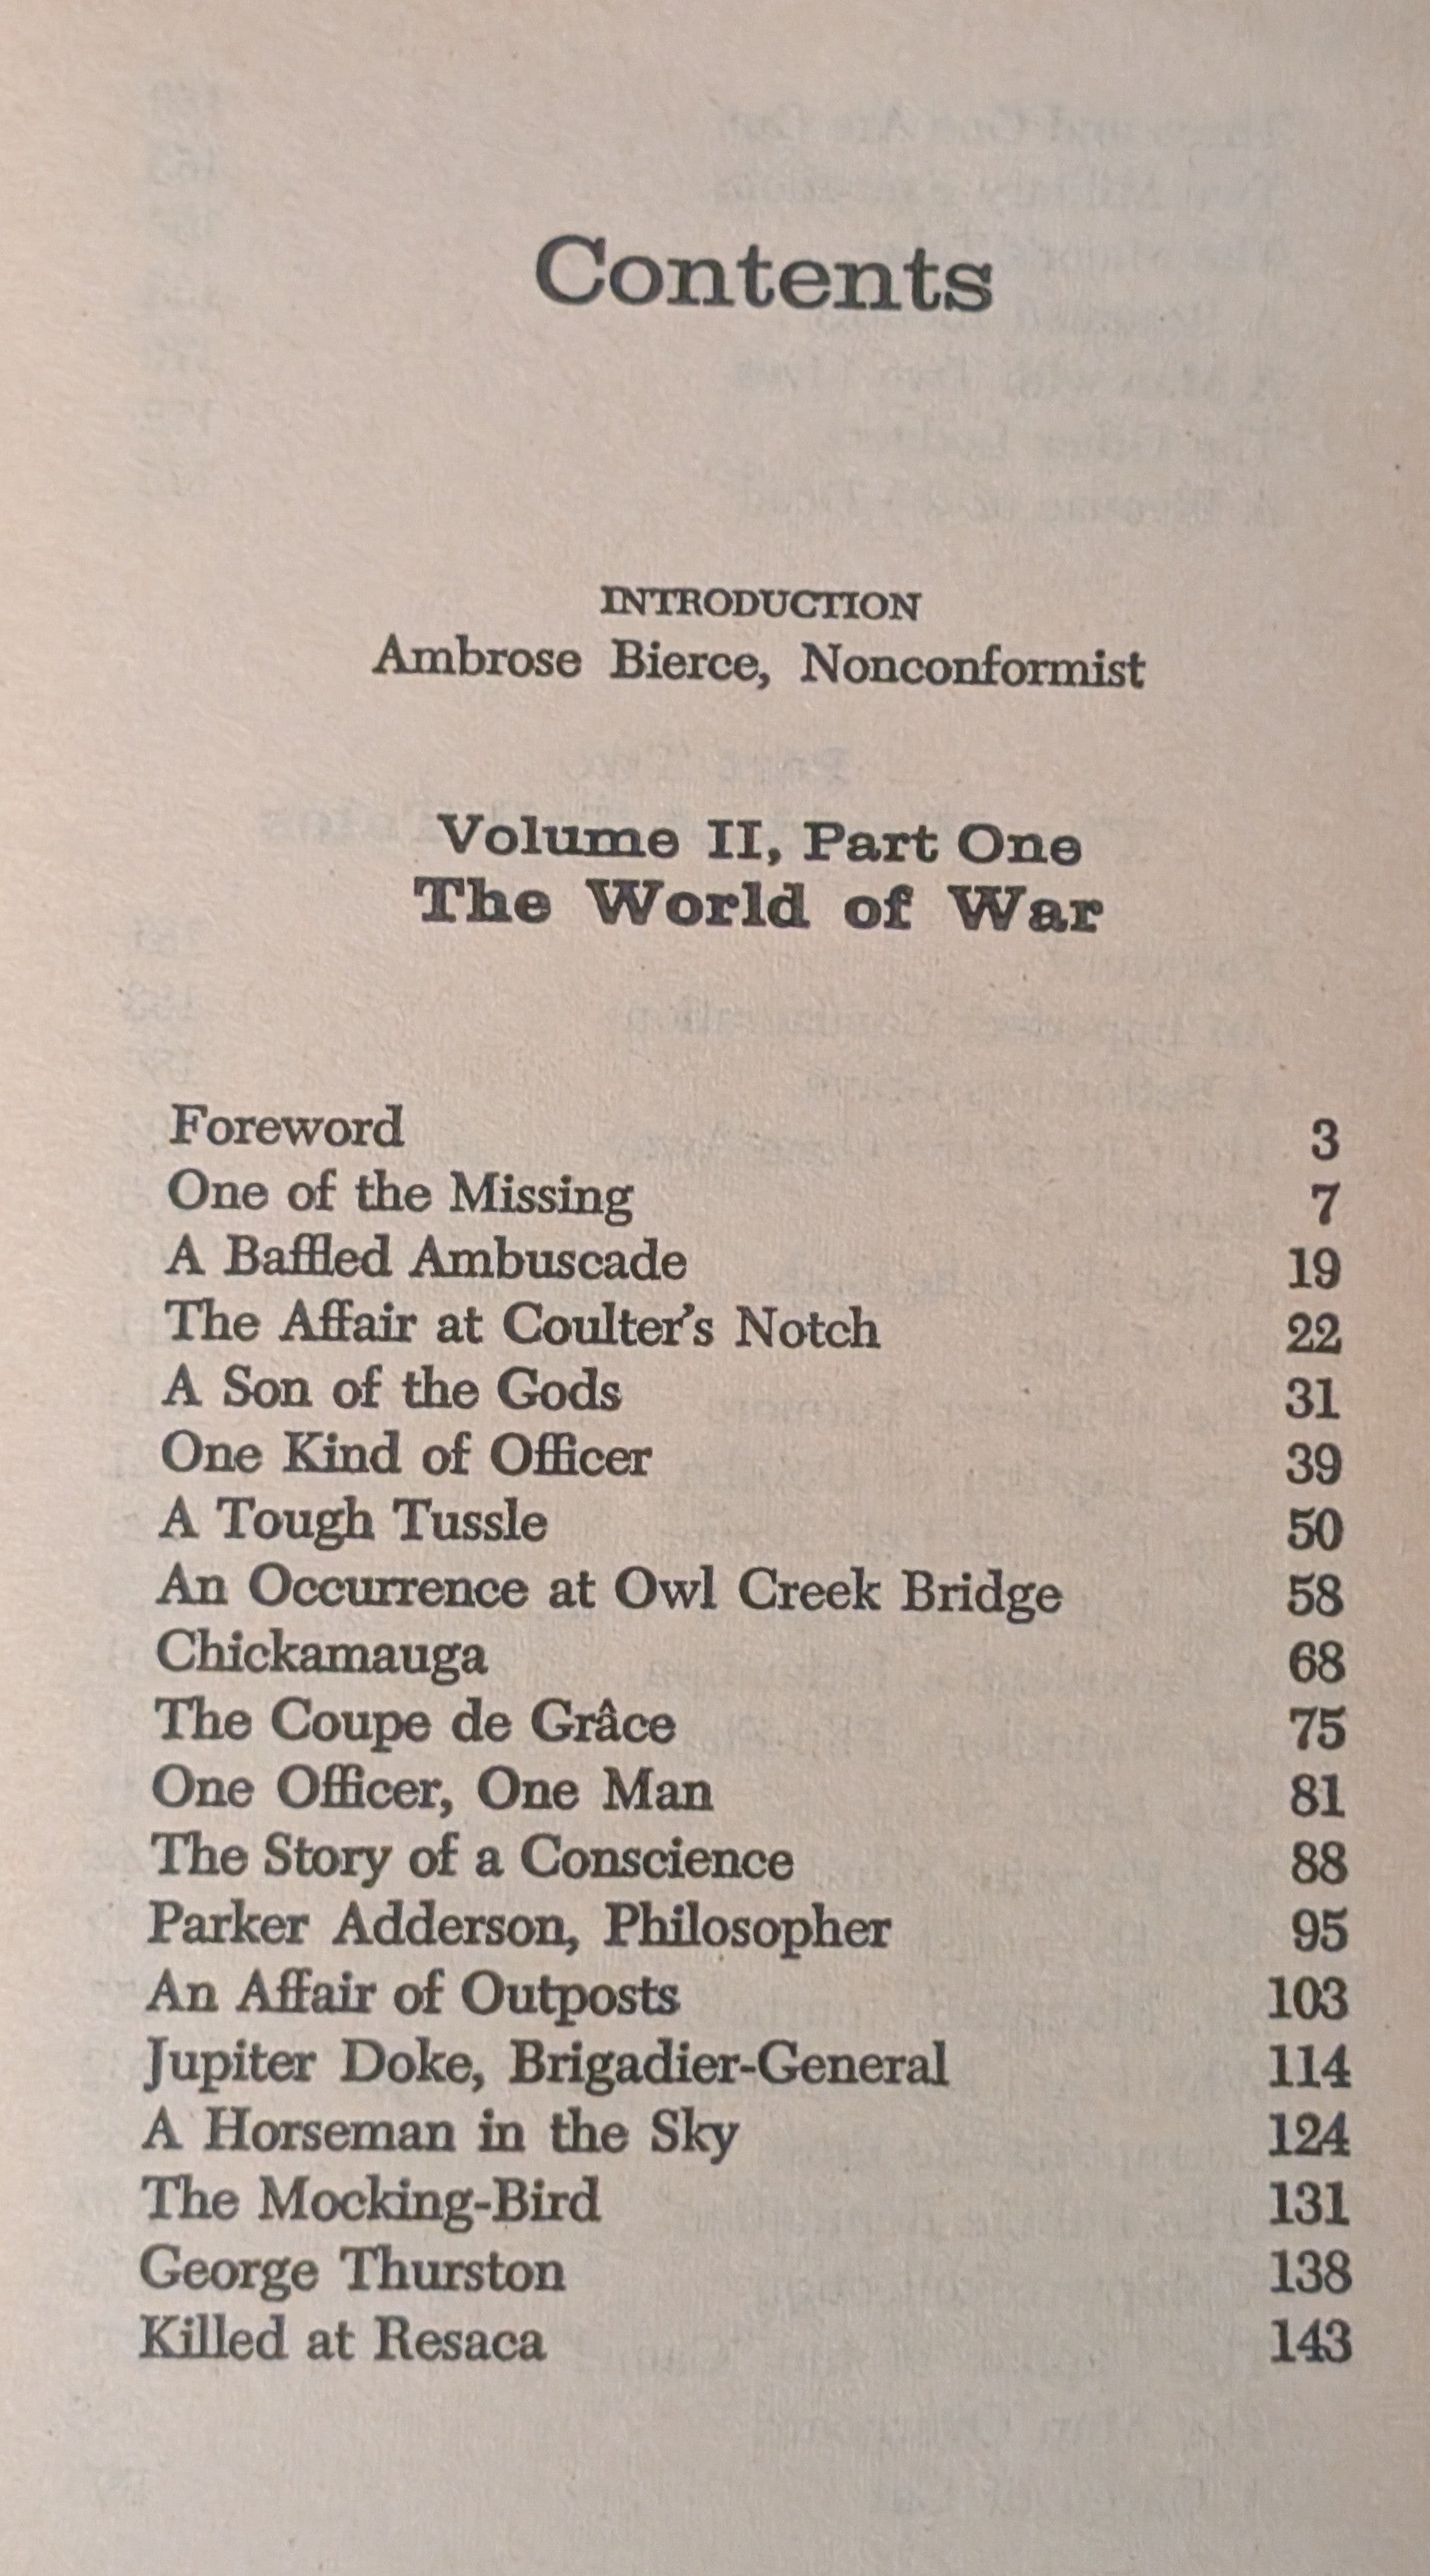 Contents
INTRODUCTION
Ambrose Bierce, Nonconformist
Volume II, Part One
The World of War
Foreword 3
One of the Missing 7
A Baffled Ambuscade 19
The Affair at Coulter's Notch 22
A Son of the Gods 31
One Kind of Officer 39
A Tough Tussle 50
An Occurrence at Owl Creek Bridge 58
Chickamauga 68
The Coupe de Grâce 75
One Officer, One Man 81
The Story of a Conscience 88
Parker Adderson, Philosopher 95
An Affair of Outposts 103
Jupiter Doke, Brigadier-General 114
A Horseman in the Sky 124
The Mocking-Bird 131
George Thurston 138
Killed at Resaca 143